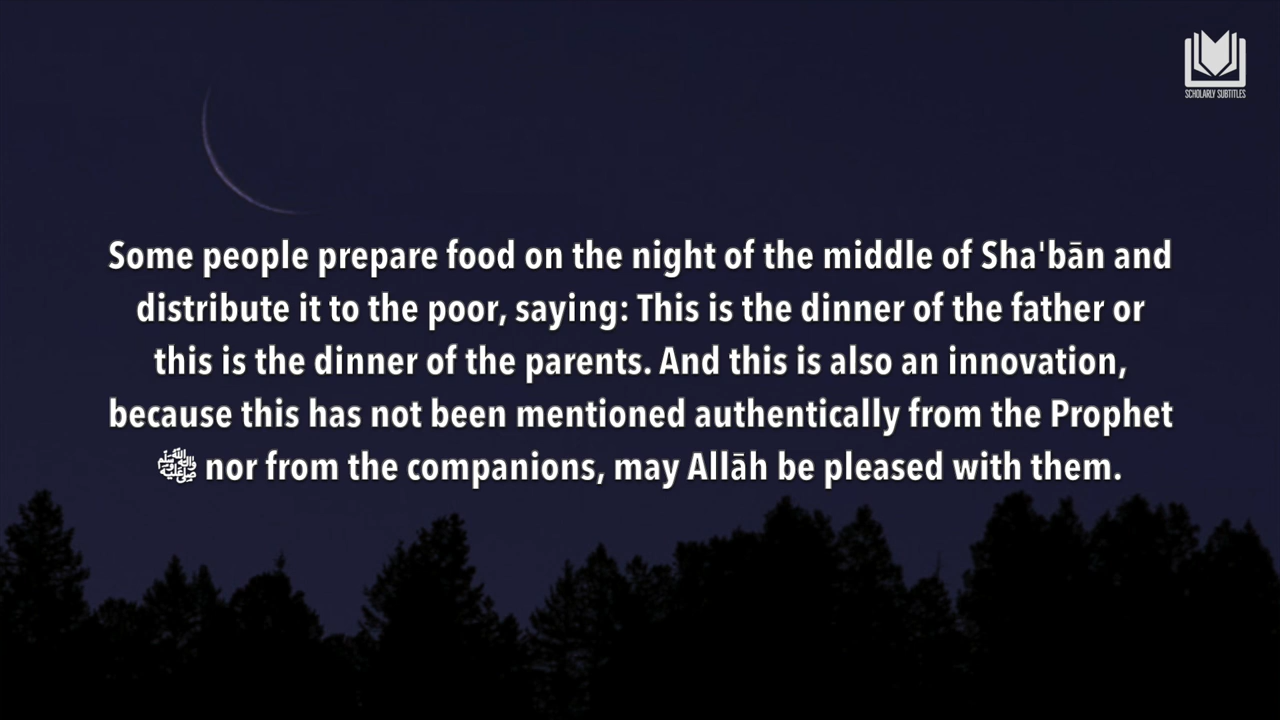 SCHOLARLY SUBTITLES
Some people prepare food on the night of the middle of Sha'bān and
distribute it to the poor, saying: This is the dinner of the father or
this is the dinner of the parents. And this is also an innovation,
because this has not been mentioned authentically from the Prophet
ﷺ nor from the companions, may Allāh be pleased with them.